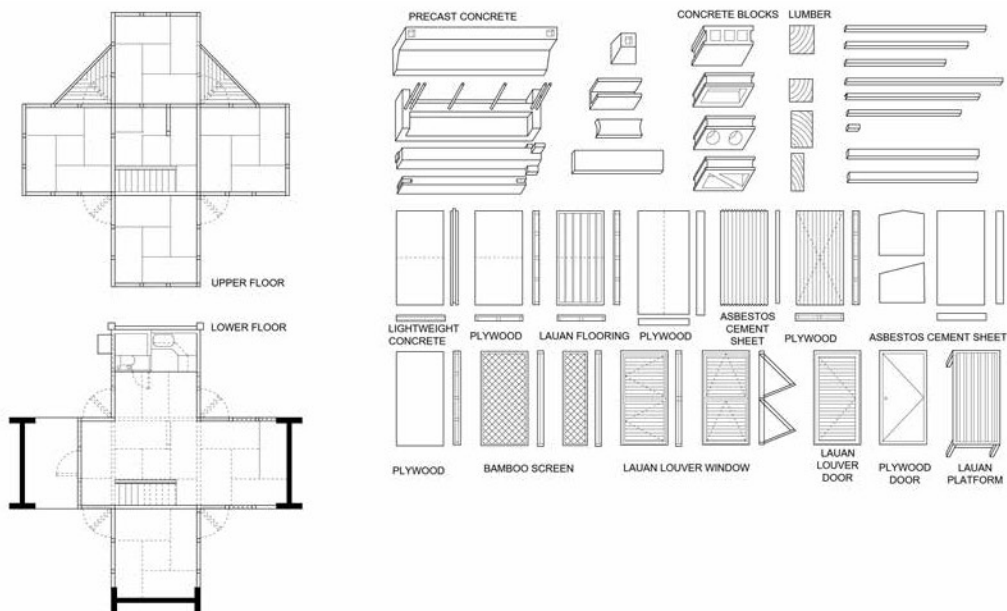 PRECAST CONCRETE
CONCRETE BLOCKS
LUMBER
UPPER FLOOR
LOWER FLOOR
LIGHTWEIGHT
CONCRETE
PLYWOOD
LAUAN FLOORING
PLYWOOD
ASBESTOS
CEMENT
SHEET
PLYWOOD
ASBESTOS CEMENT SHEET
PLYWOOD
BAMBOO SCREEN
LAUAN LOUVER WINDOW
LAUAN
LOUVER
DOOR
PLYWOOD
DOOR
LAUAN
PLATFORM